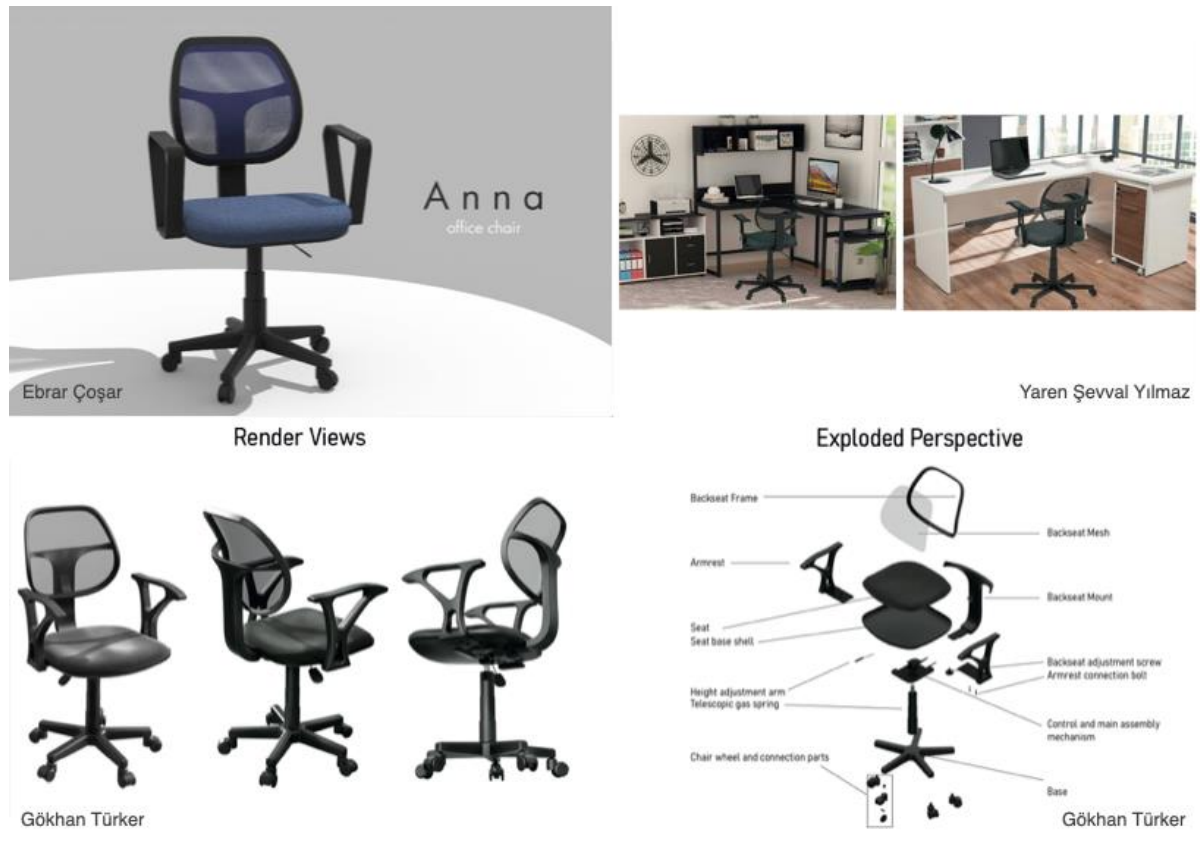 Anna
office chair
Ebrar Çoşar
Yaren Şevval Yılmaz
Render Views
Gökhan Türker
Exploded Perspective
Backseat Frame
Backseat Mesh
Armrest
Backseat Mount
Seat
Seat base shell
Backseat adjustment screw
Armrest connection bolt
Height adjustment arm
Telescopic gas spring
Control and main assembly
mechanism
Chair wheel and connection parts
Base
Gökhan Türker